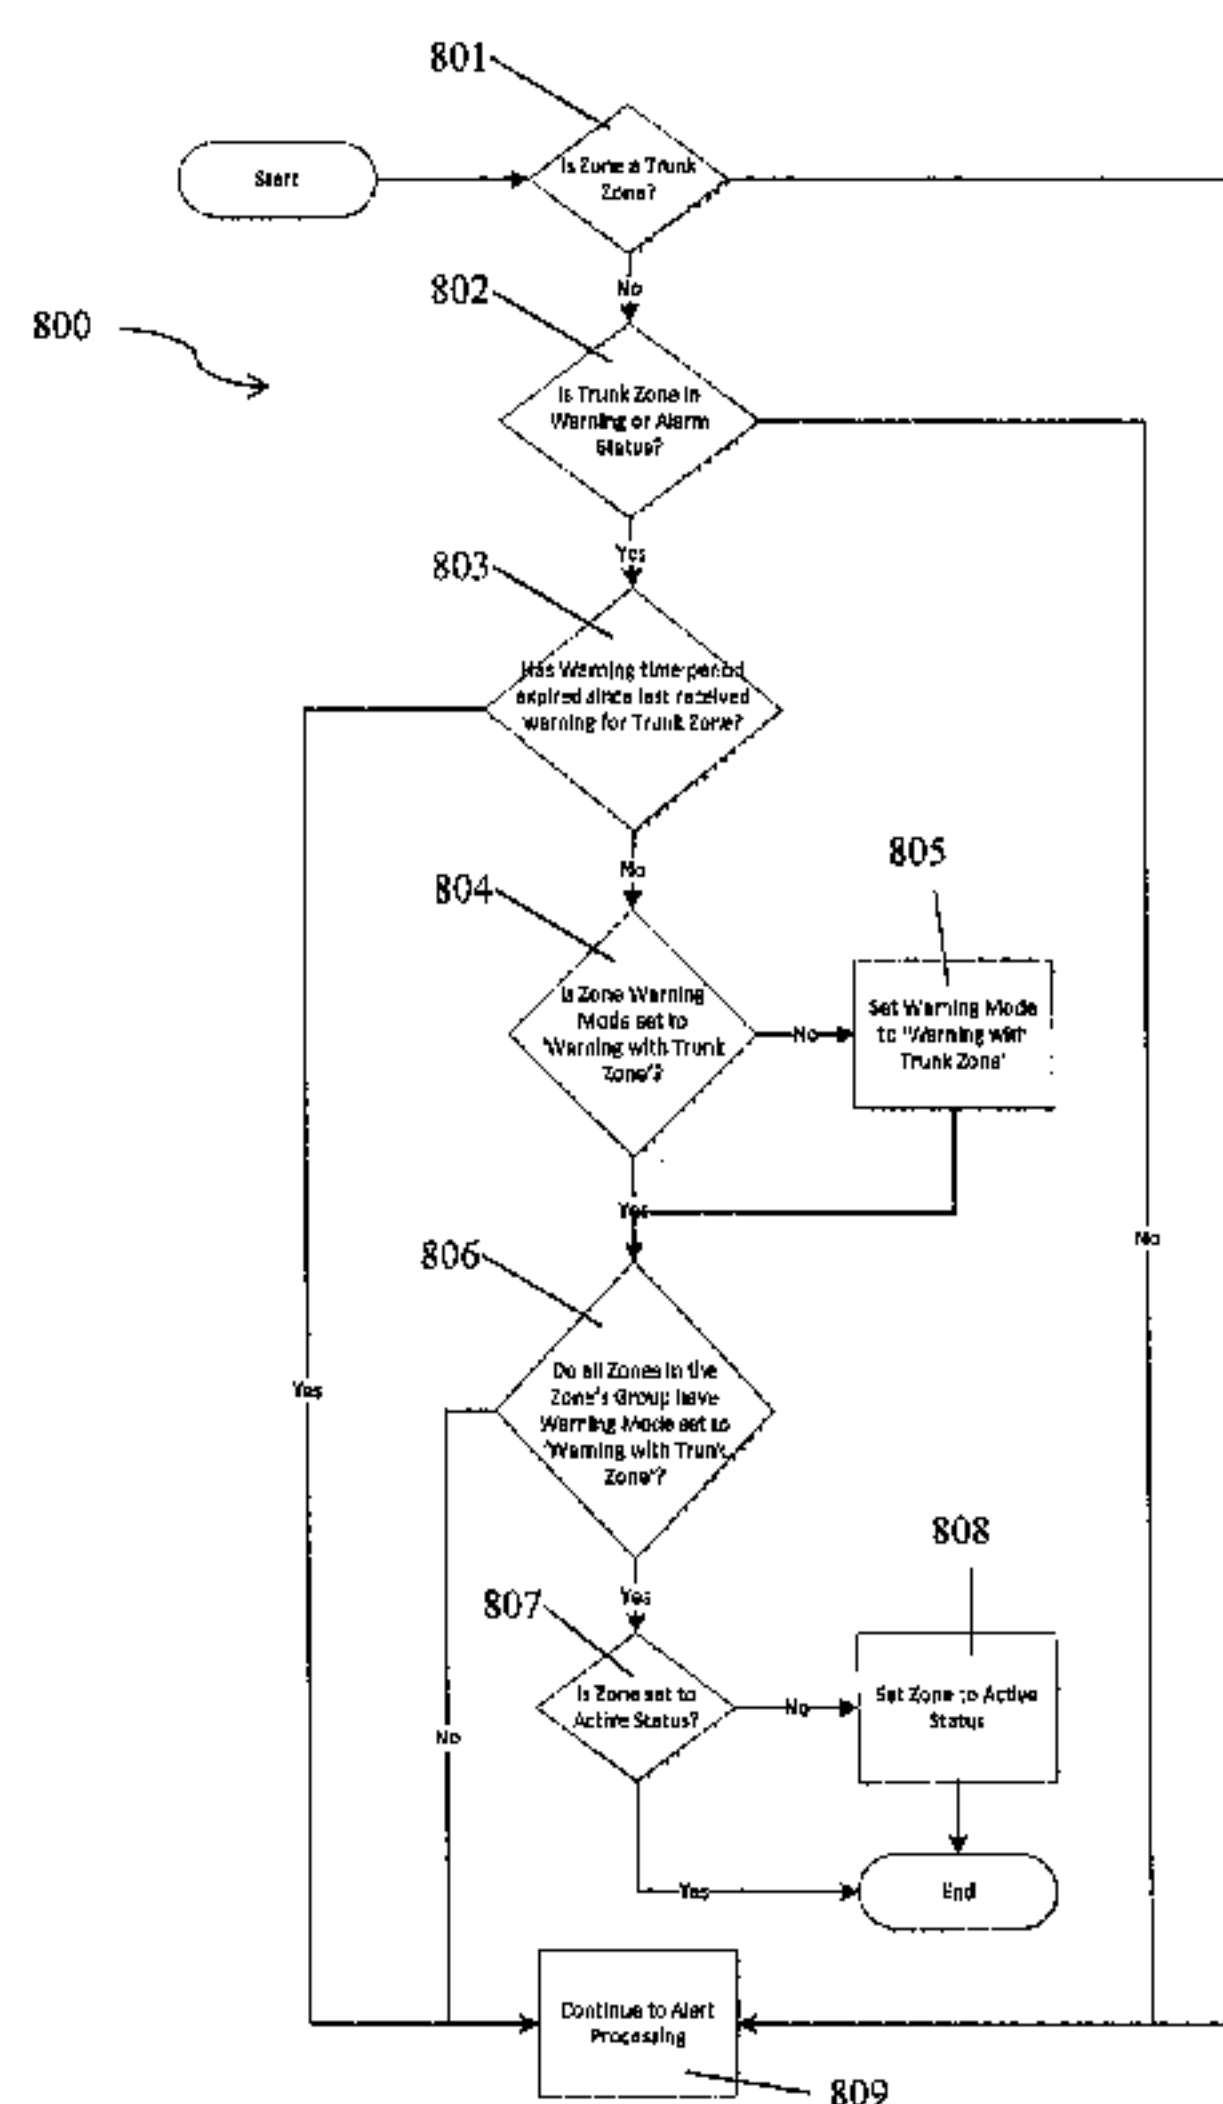 801
Start
Is Zone a Trunk
Zone?
No
802
800
Is Trunk Zone in
Warning or Alarm
Status?
Yes
803
Has Warning time period
expired since last received
warning for Trunk Zone?
No
805
804
Is Zone Warning
Mode set to
'Warning with Trunk
Zone'?
No
Set Warning Mode
to 'Warning with
Trunk Zone'
Yes
No
806
Do all Zones in the
Zone's Group have
Warning Mode set to
'Warning with Trunk
Zone'?
Yes
808
Yes
807
Is Zone set to
Active Status?
No
Set Zone to Active
Status
No
Yes
End
Continue to Alert
Processing
809